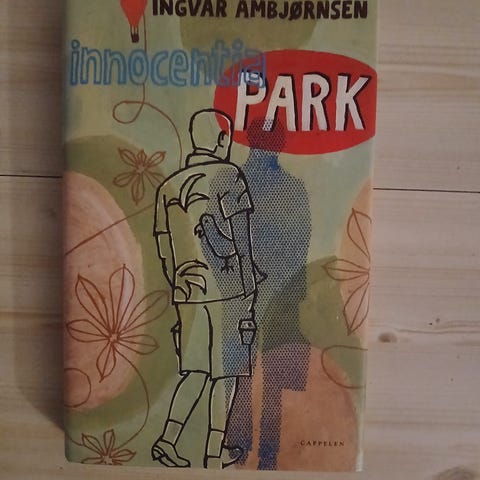 INGVAR AMBJØRNSEN
innocentia
PARK
CAPPELEN